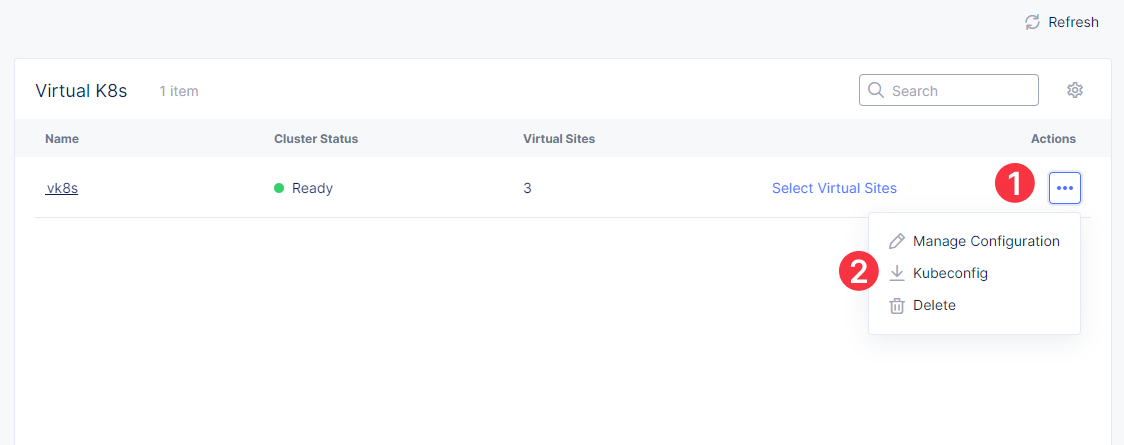 Refresh
Virtual K8s 1 item Search
Name Cluster Status Virtual Sites Actions
vk8s Ready 3 Select Virtual Sites 1 •••
Manage Configuration
2 Kubeconfig
Delete